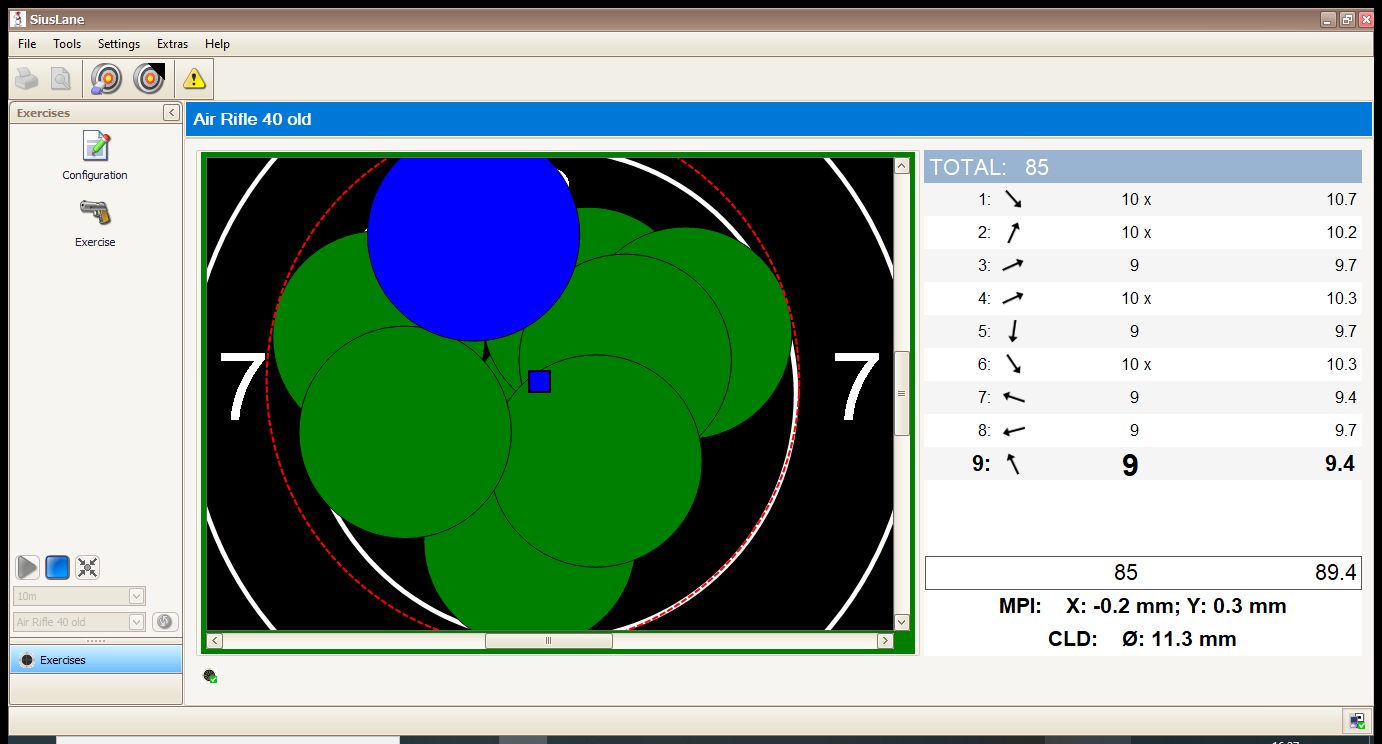 SiusLane
File Tools Settings Extras Help
Exercises
Configuration
Exercise
10m
Air Rifle 40 old
Exercises
Air Rifle 40 old
7 7
TOTAL: 85
1: 10 x 10.7
2: 10 x 10.2
3: 9 9.7
4: 10 x 10.3
5: 9 9.7
6: 10 x 10.3
7: 9 9.4
8: 9 9.7
9: 9 9.4
85 89.4
MPI: X: -0.2 mm; Y: 0.3 mm
CLD: Ø: 11.3 mm